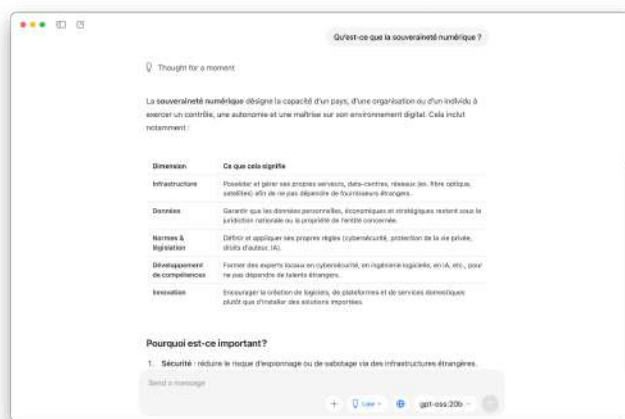 Qu'est-ce que la souveraineté numérique ?
Thought for a moment
La souveraineté numérique désigne la capacité d'un pays, d'une organisation ou d'un individu à
exercer un contrôle, une autonomie et une maîtrise sur son environnement digital. Cela inclut
notamment :
Dimension Ce que cela signifie
Infrastructure Posséder et gérer ses propres serveurs, data-centres, réseaux (ex. fibre optique,
satellites) afin de ne pas dépendre de fournisseurs étrangers.
Données Garantir que les données personnelles, économiques et stratégiques restent sous la
juridiction nationale ou la propriété de l'entité concernée.
Normes & Définir et appliquer ses propres règles (cybersécurité, protection de la vie privée,
législation droits d'auteur, IA).
Développement Former des experts locaux en cybersécurité, en ingénierie logicielle, en IA, etc., pour
de compétences ne pas dépendre de talents étrangers.
Innovation Encourager la création de logiciels, de plateformes et de services domestiques
plutôt que d'installer des solutions importées.
Pourquoi est-ce important ?
1. Sécurité : réduire le risque d'espionnage ou de sabotage via des infrastructures étrangères.
Send a message
Low gpt-oss:20b